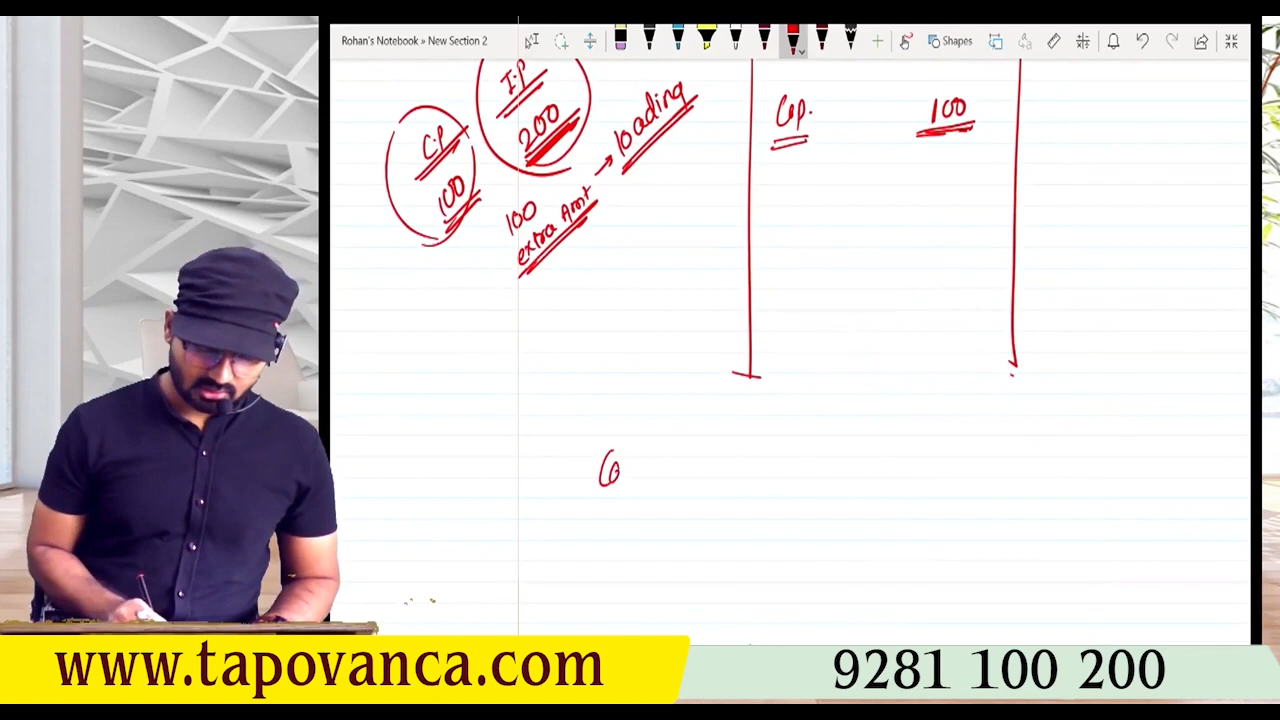 Rohan's Notebook » New Section 2
Shapes
I.P
200
C.P
100
100
extra Amt → loading
Cap. 100
www.tapovanca.com
9281 100 200